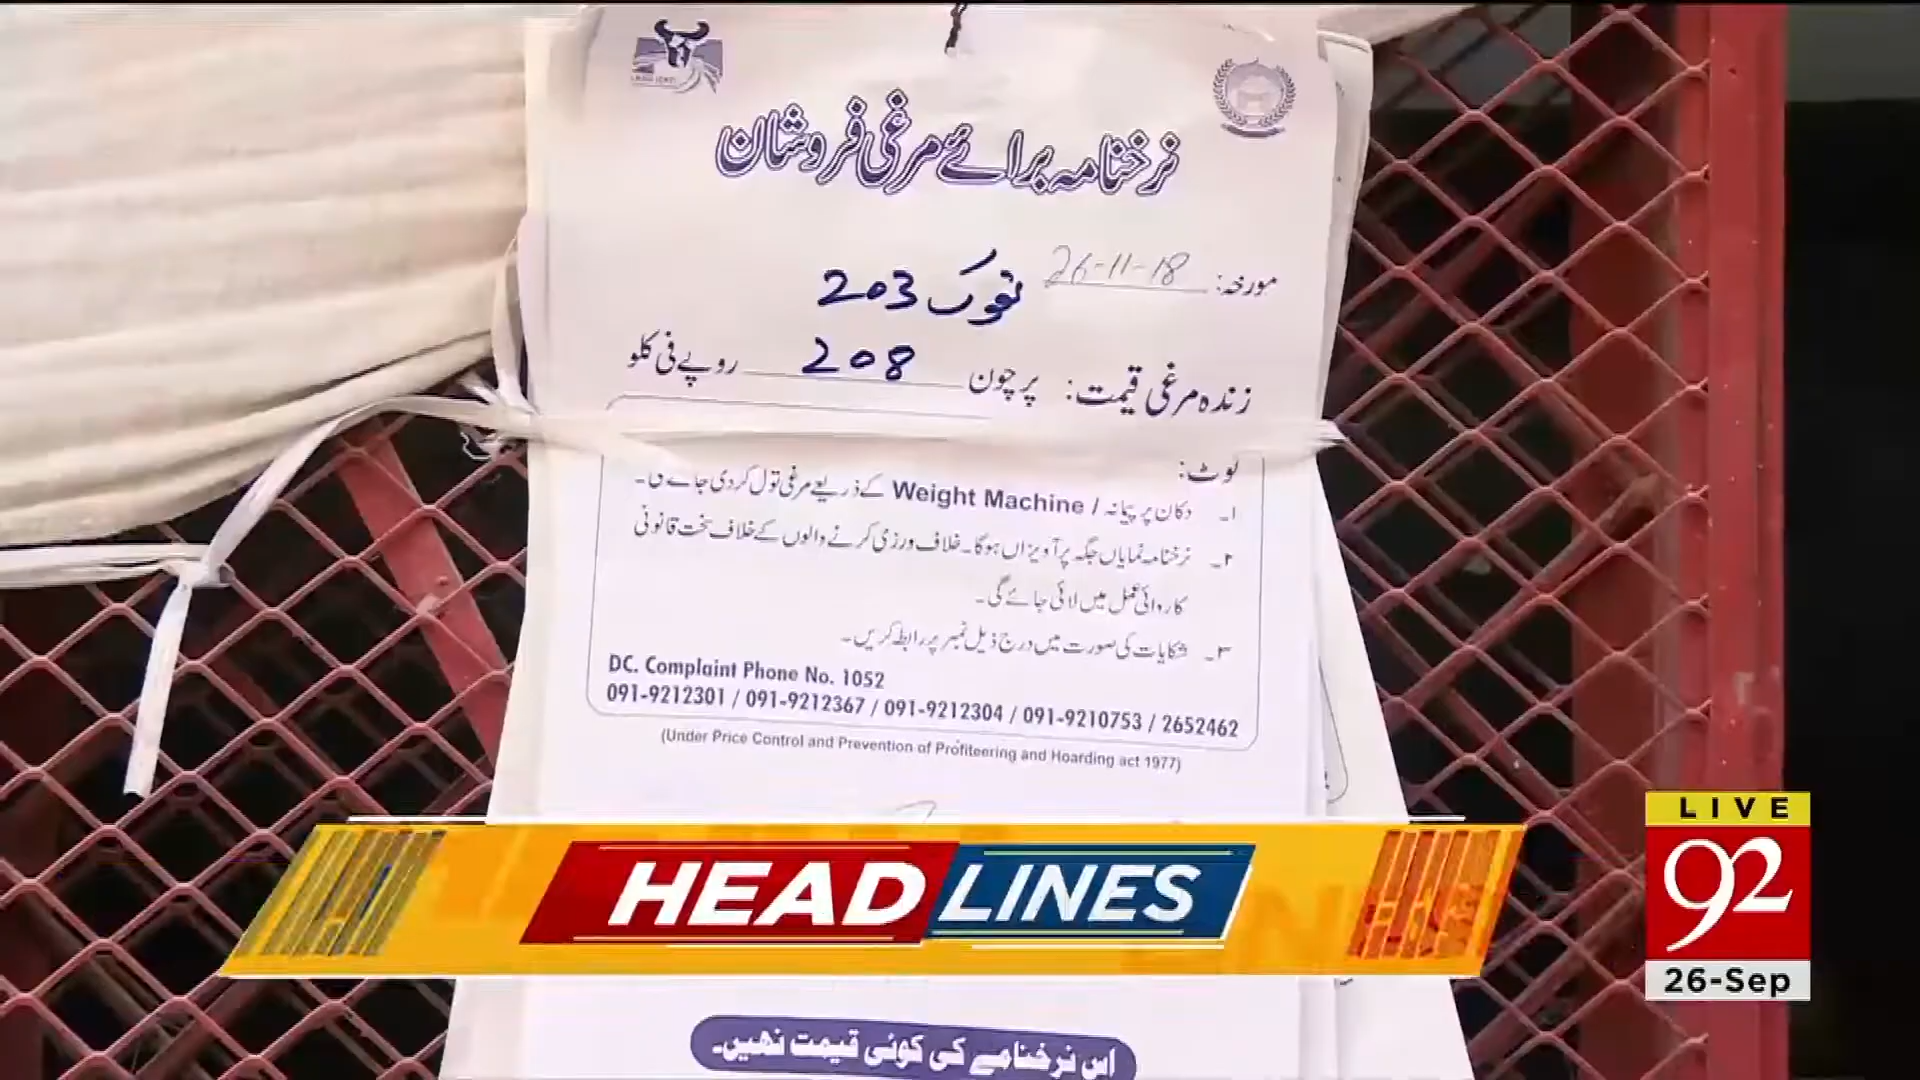 نرخنامہ برائے مرغی فروشان
مورخہ: 26-11-18
تھوک 203
زندہ مرغی قیمت: پرچون 208 روپے فی کلو
نوٹ:
۱۔ دکان پر پیمانہ / Weight Machine کے ذریعے مرغی تول کر دی جائے گی۔
۲۔ نرخنامہ نمایاں جگہ پر آویزاں ہوگا۔ خلاف ورزی کرنے والوں کے خلاف سخت قانونی
کاروائی عمل میں لائی جائے گی۔
۳۔ شکایات کی صورت میں درج ذیل نمبر پر رابطہ کریں۔
DC. Complaint Phone No. 1052
091-9212301 / 091-9212367 / 091-9212304 / 091-9210753 / 2652462
(Under Price Control and Prevention of Profiteering and Hoarding act 1977)
HEADLINES
LIVE
92
26-Sep
اس نرخنامے کی کوئی قیمت نہیں۔